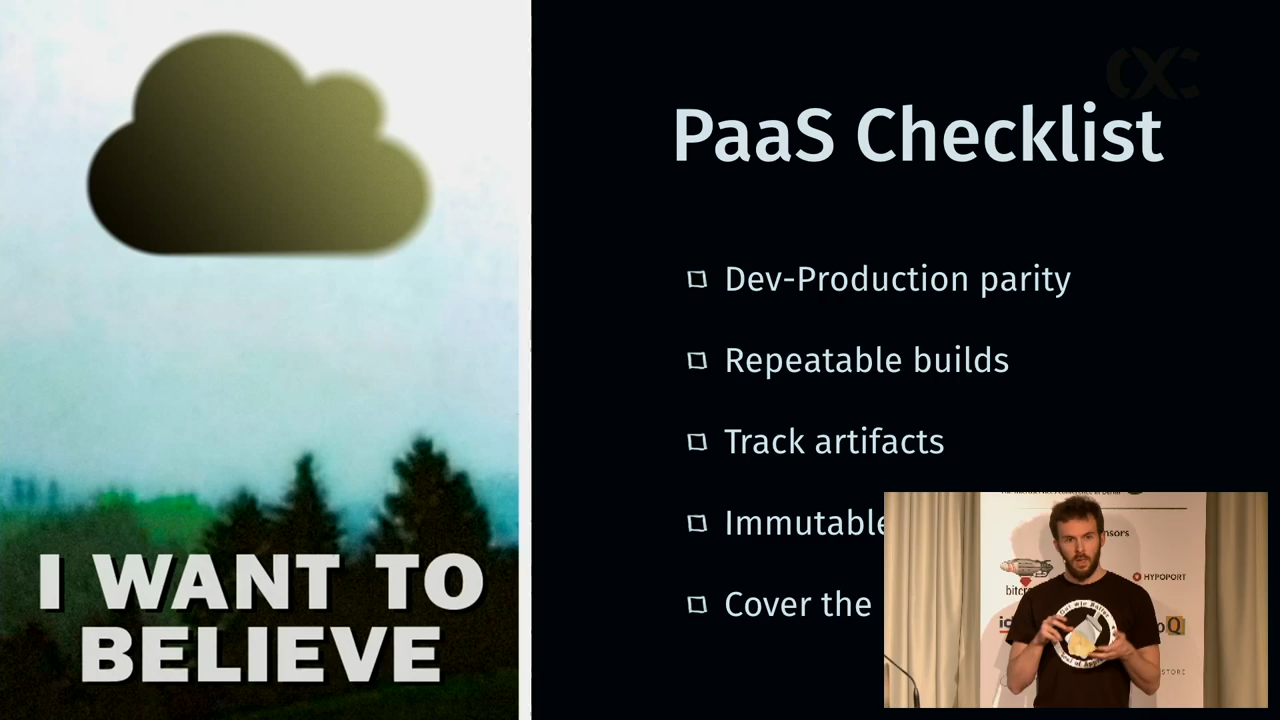 PaaS Checklist
Dev-Production parity
Repeatable builds
Track artifacts
Immutable
Cover the
I WANT TO
BELIEVE
HYPOPORT